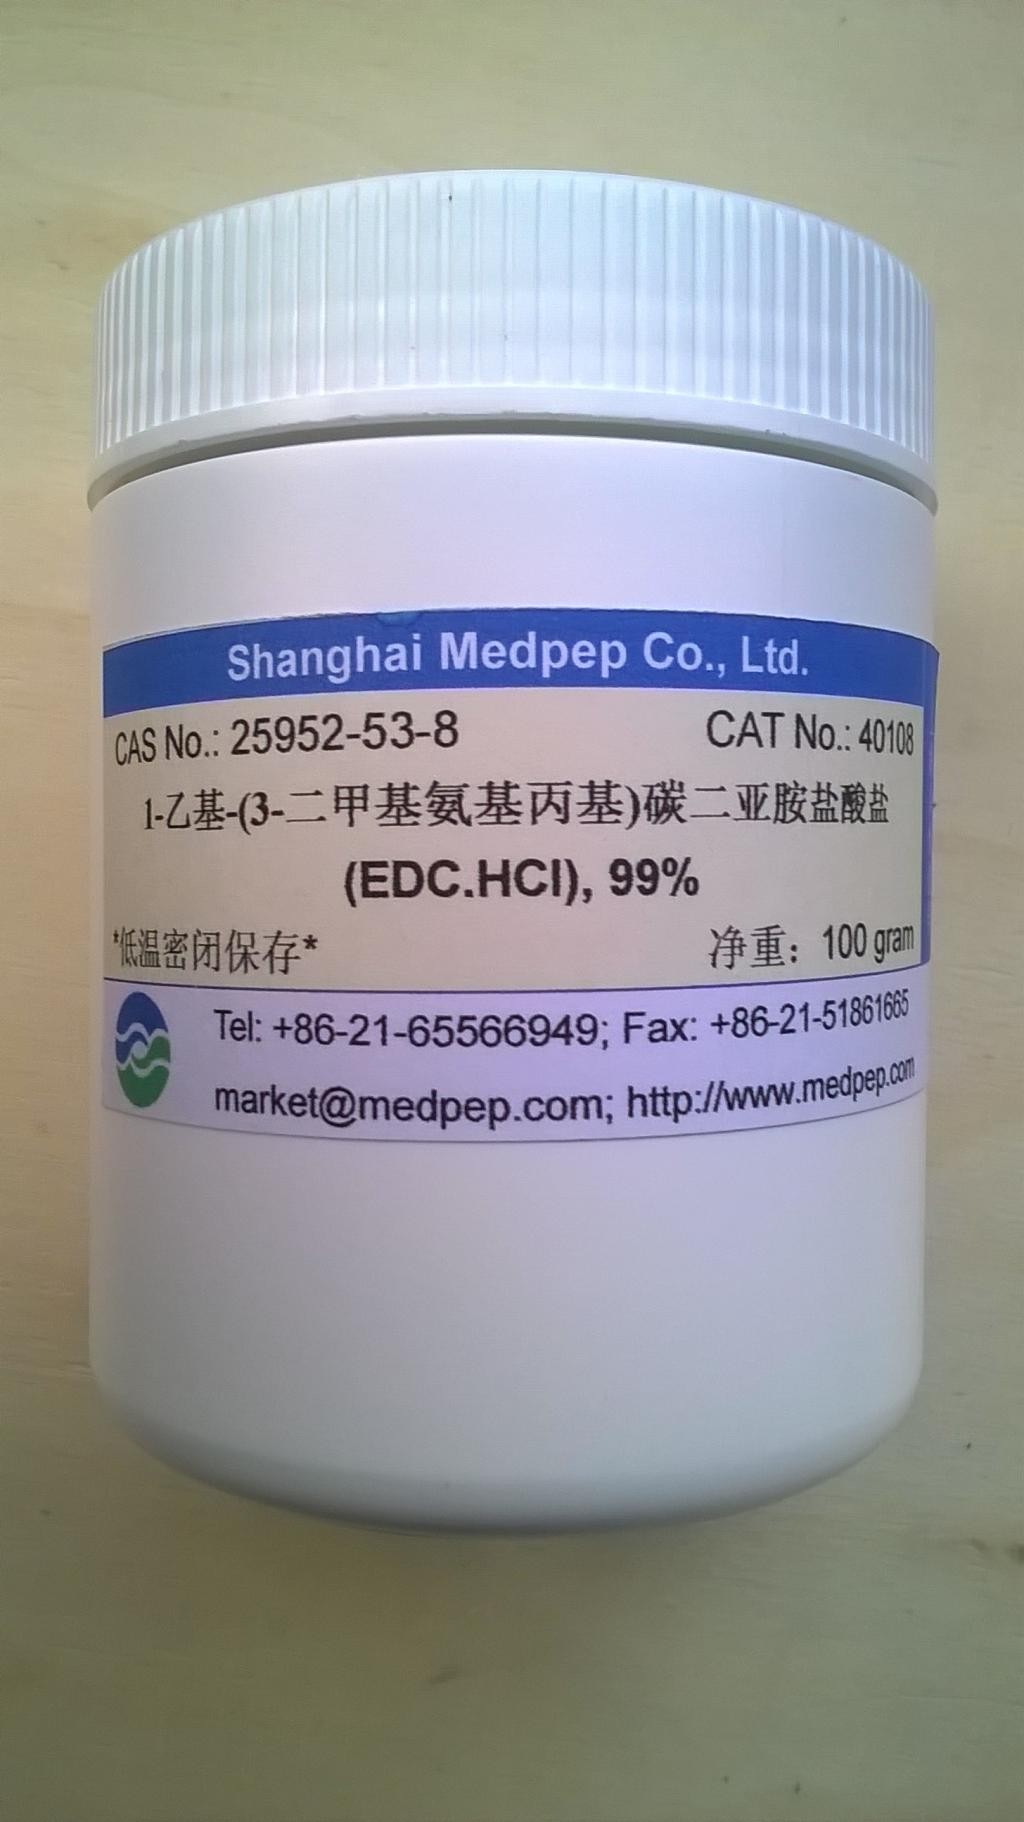 Shanghai Medpep Co., Ltd.
CAS No.: 25952-53-8 CAT No.: 40108
1-乙基-(3-二甲基氨基丙基)碳二亚胺盐酸盐
(EDC.HCl), 99%
*低温密闭保存* 净重：100 gram
Tel: +86-21-65566949; Fax: +86-21-51861665
market@medpep.com; http://www.medpep.com